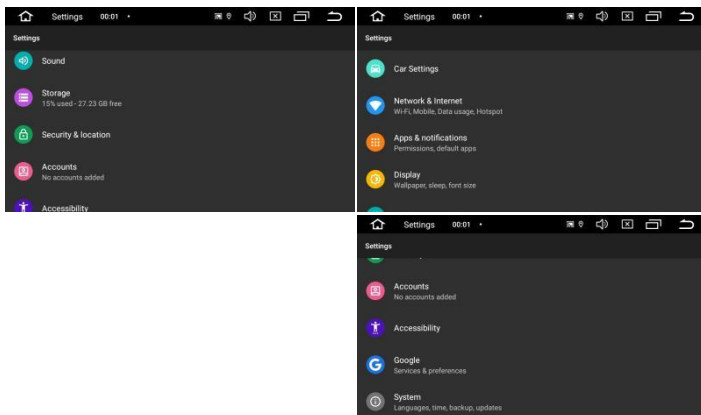 Settings 00:01
Settings
Sound
Storage
15% used - 27.23 GB free
Security & location
Accounts
No accounts added
Accessibility
Settings 00:01
Settings
Car Settings
Network & Internet
Wi-Fi, Mobile, Data usage, Hotspot
Apps & notifications
Permissions, default apps
Display
Wallpaper, sleep, font size
Settings 00:01
Settings
Accounts
No accounts added
Accessibility
Google
Services & preferences
System
Languages, time, backup, updates